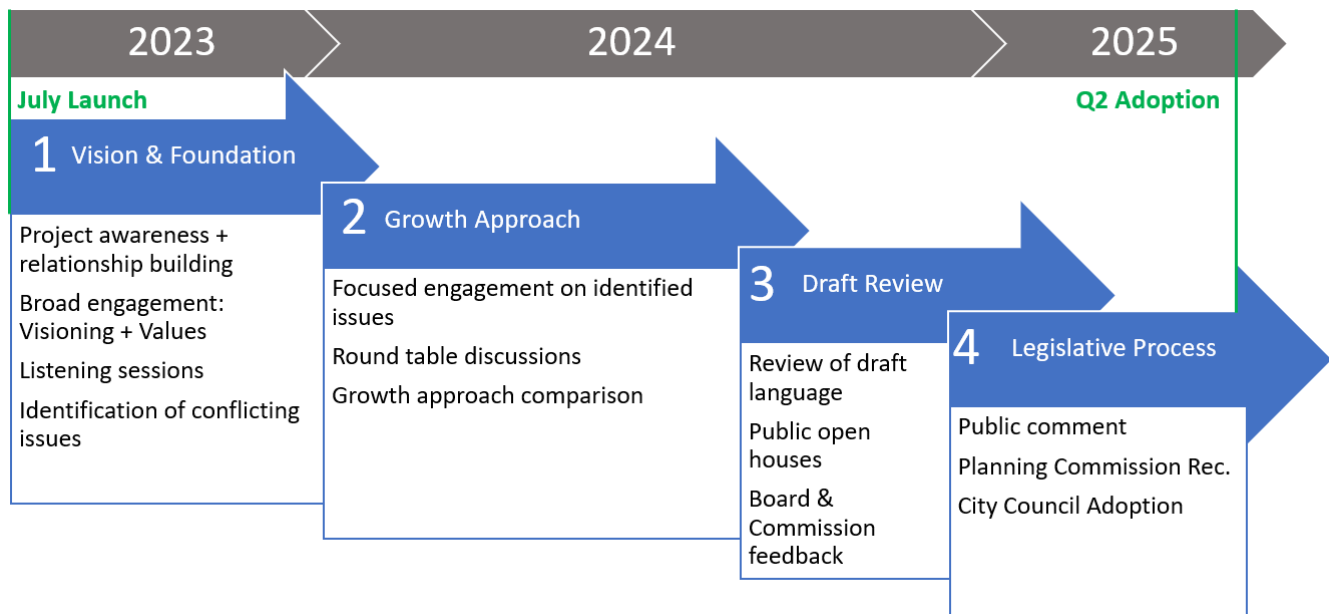 2023
2024
2025
July Launch
Q2 Adoption
1 Vision & Foundation
Project awareness +
relationship building
Broad engagement:
Visioning + Values
Listening sessions
Identification of conflicting
issues
2 Growth Approach
Focused engagement on identified
issues
Round table discussions
Growth approach comparison
3 Draft Review
Review of draft
language
Public open
houses
Board &
Commission
feedback
4 Legislative Process
Public comment
Planning Commission Rec.
City Council Adoption